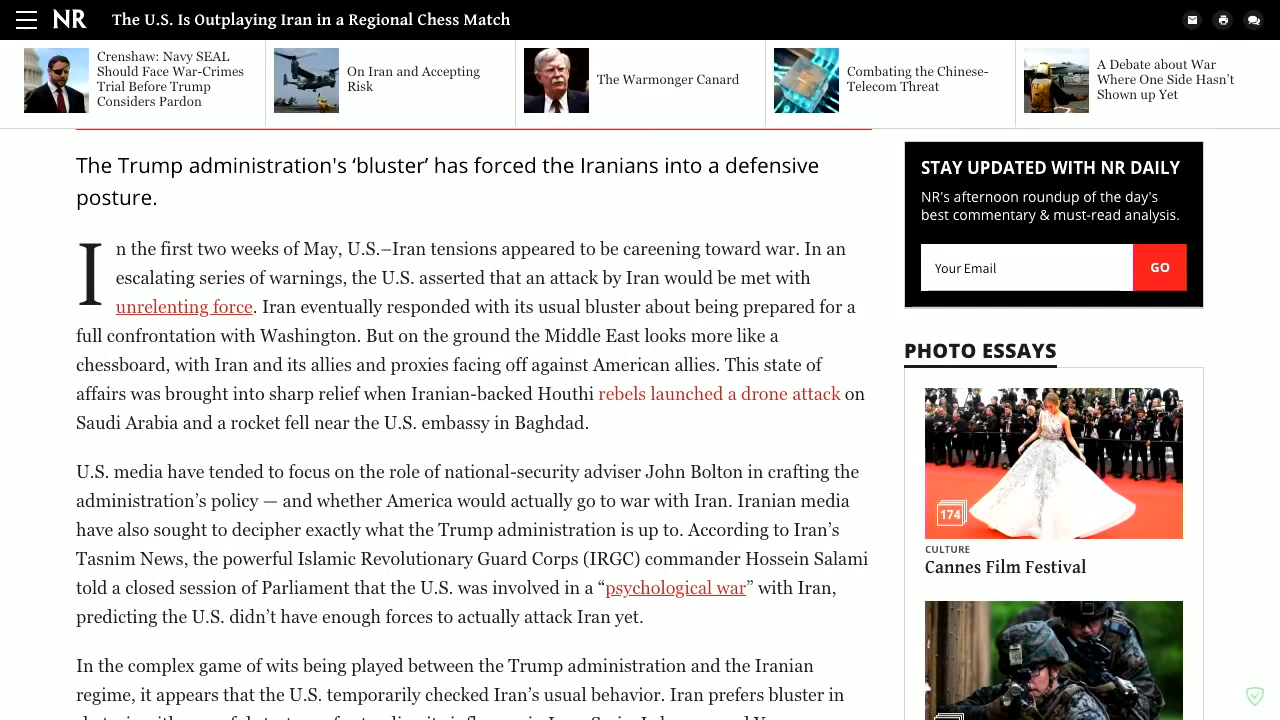 NR
The U.S. Is Outplaying Iran in a Regional Chess Match
Crenshaw: Navy SEAL
Should Face War-Crimes
Trial Before Trump
Considers Pardon
On Iran and Accepting
Risk
The Warmonger Canard
Combating the Chinese-
Telecom Threat
A Debate about War
Where One Side Hasn't
Shown up Yet
The Trump administration's ‘bluster’ has forced the Iranians into a defensive
posture.
In the first two weeks of May, U.S.–Iran tensions appeared to be careening toward war. In an
escalating series of warnings, the U.S. asserted that an attack by Iran would be met with
unrelenting force. Iran eventually responded with its usual bluster about being prepared for a
full confrontation with Washington. But on the ground the Middle East looks more like a
chessboard, with Iran and its allies and proxies facing off against American allies. This state of
affairs was brought into sharp relief when Iranian-backed Houthi rebels launched a drone attack on
Saudi Arabia and a rocket fell near the U.S. embassy in Baghdad.
U.S. media have tended to focus on the role of national-security adviser John Bolton in crafting the
administration’s policy — and whether America would actually go to war with Iran. Iranian media
have also sought to decipher exactly what the Trump administration is up to. According to Iran’s
Tasnim News, the powerful Islamic Revolutionary Guard Corps (IRGC) commander Hossein Salami
told a closed session of Parliament that the U.S. was involved in a “psychological war” with Iran,
predicting the U.S. didn’t have enough forces to actually attack Iran yet.
In the complex game of wits being played between the Trump administration and the Iranian
regime, it appears that the U.S. temporarily checked Iran’s usual behavior. Iran prefers bluster in
STAY UPDATED WITH NR DAILY
NR's afternoon roundup of the day's
best commentary & must-read analysis.
Your Email
GO
PHOTO ESSAYS
174
CULTURE
Cannes Film Festival